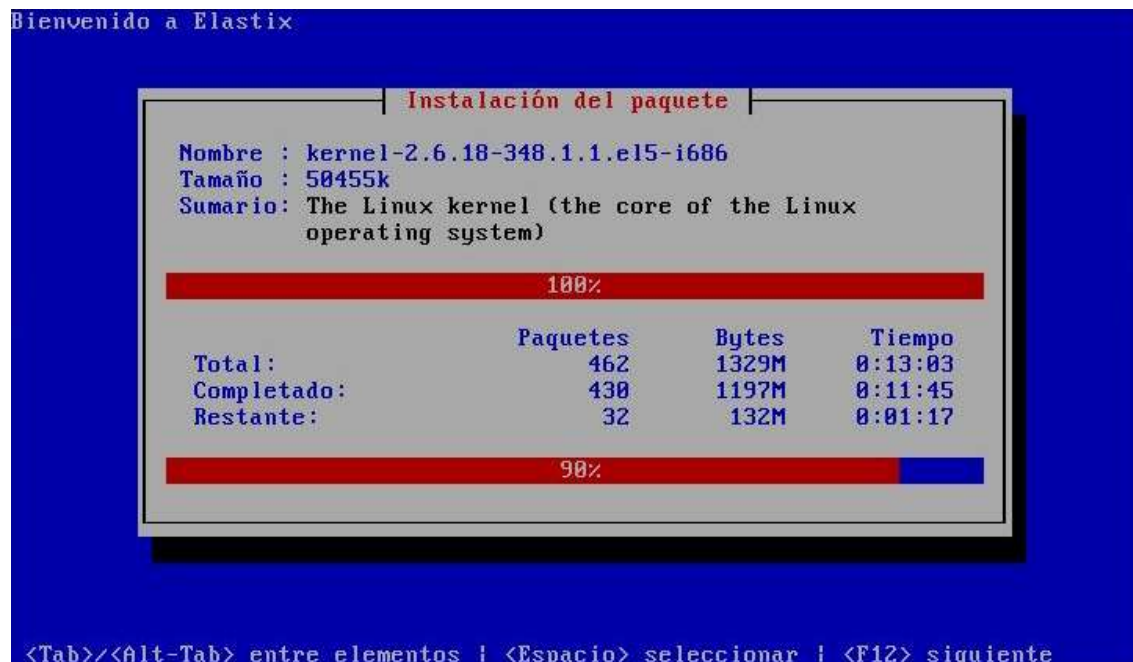 Bienvenido a Elastix
Instalación del paquete
Nombre : kernel-2.6.18-348.1.1.el5-i686
Tamaño : 50455k
Sumario: The Linux kernel (the core of the Linux
operating system)
100%
Paquetes Bytes Tiempo
Total: 462 1329M 0:13:03
Completado: 430 1197M 0:11:45
Restante: 32 132M 0:01:17
90%
<Tab>/<Alt-Tab> entre elementos | <Espacio> seleccionar | <F12> siguiente